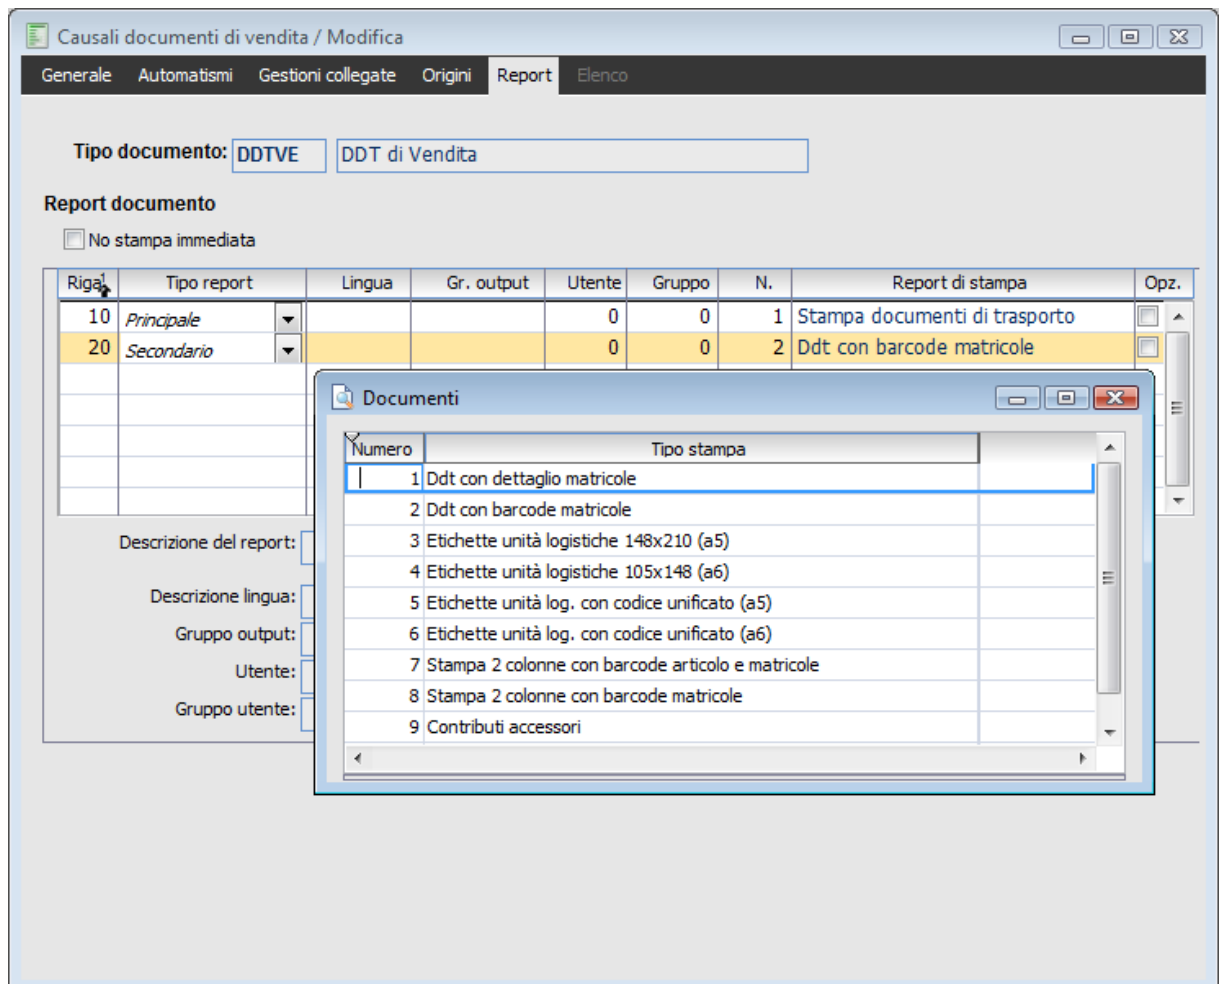 Causali documenti di vendita / Modifica
Generale Automatismi Gestioni collegate Origini Report Elenco
Tipo documento: DDTVE DDT di Vendita
Report documento
No stampa immediata
Riga 1 Tipo report Lingua Gr. output Utente Gruppo N. Report di stampa Opz.
10 Principale 0 0 1 Stampa documenti di trasporto
20 Secondario 0 0 2 Ddt con barcode matricole
Documenti
Numero Tipo stampa
1 Ddt con dettaglio matricole
2 Ddt con barcode matricole
3 Etichette unità logistiche 148x210 (a5)
4 Etichette unità logistiche 105x148 (a6)
5 Etichette unità log. con codice unificato (a5)
6 Etichette unità log. con codice unificato (a6)
7 Stampa 2 colonne con barcode articolo e matricole
8 Stampa 2 colonne con barcode matricole
9 Contributi accessori
Descrizione del report:
Descrizione lingua:
Gruppo output:
Utente:
Gruppo utente: